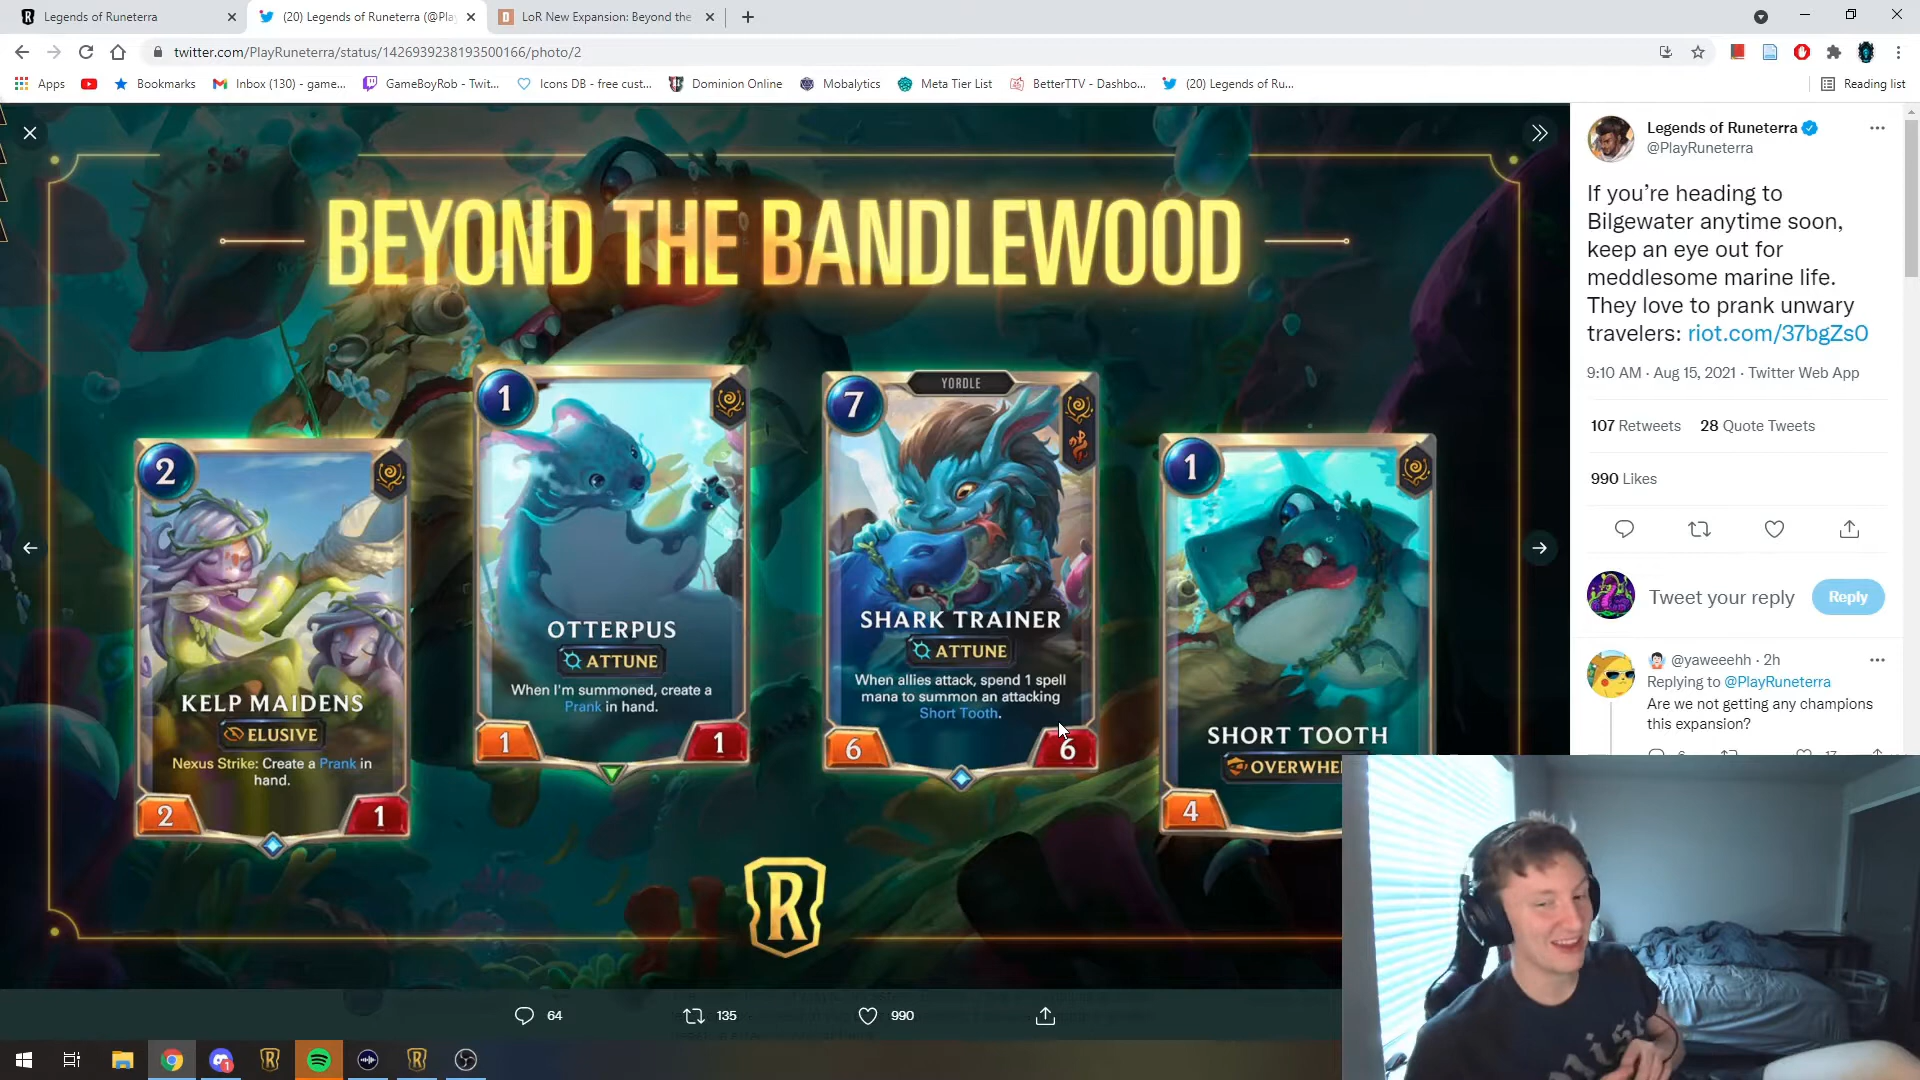 Legends of Runeterra
(20) Legends of Runeterra (@Play
LoR New Expansion: Beyond the
twitter.com/PlayRuneterra/status/1426939238193500166/photo/2
Apps
Bookmarks
Inbox (130) - game...
GameBoyRob - Twit...
Icons DB - free cust...
Dominion Online
Mobalytics
Meta Tier List
BetterTTV - Dashbo...
(20) Legends of Ru...
Reading list
BEYOND THE BANDLEWOOD
2
KELP MAIDENS
ELUSIVE
Nexus Strike: Create a Prank in
hand.
2
1
1
OTTERPUS
ATTUNE
When I'm summoned, create a
Prank in hand.
1
1
YORDLE
7
SHARK TRAINER
ATTUNE
When allies attack, spend 1 spell
mana to summon an attacking
Short Tooth.
6
6
1
SHORT TOOTH
OVERWHE
4
R
64
135
990
Legends of Runeterra
@PlayRuneterra
If you’re heading to
Bilgewater anytime soon,
keep an eye out for
meddlesome marine life.
They love to prank unwary
travelers: riot.com/37bgZs0
9:10 AM · Aug 15, 2021 · Twitter Web App
107 Retweets 28 Quote Tweets
990 Likes
Tweet your reply
Reply
@yaweeehh · 2h
Replying to @PlayRuneterra
Are we not getting any champions
this expansion?